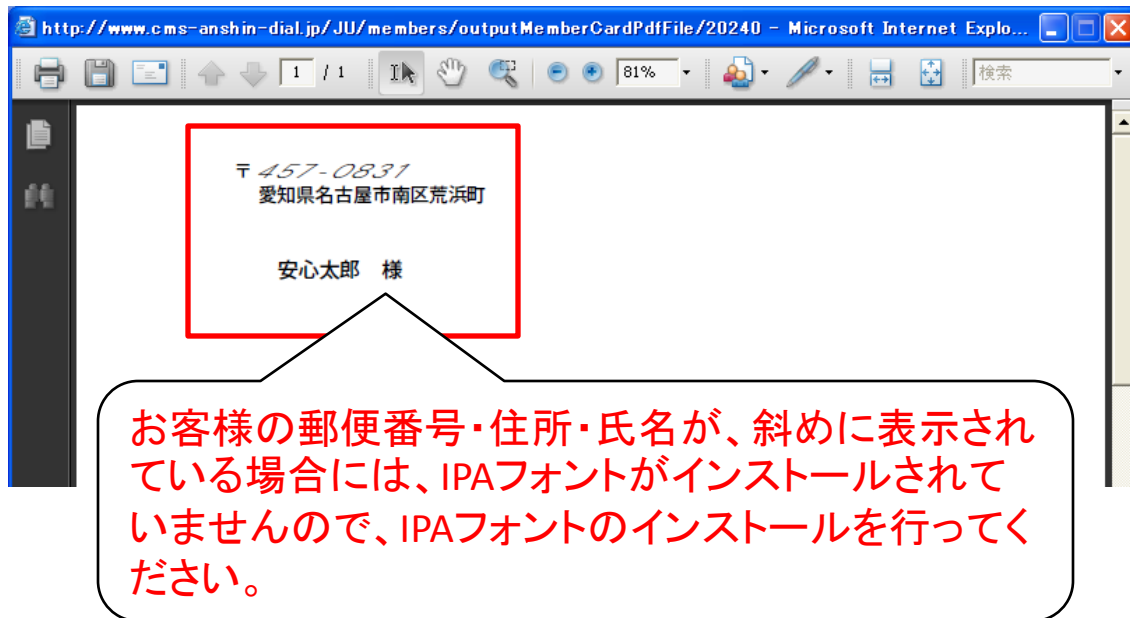 http://www.cms-anshin-dial.jp/JU/members/outputMemberCardPdfFile/20240 - Microsoft Internet Explo...
1 / 1 81% 検索
〒 457-0831
愛知県名古屋市南区荒浜町
安心太郎　様
お客様の郵便番号・住所・氏名が、斜めに表示され
ている場合には、IPAフォントがインストールされて
いませんので、IPAフォントのインストールを行ってく
ださい。